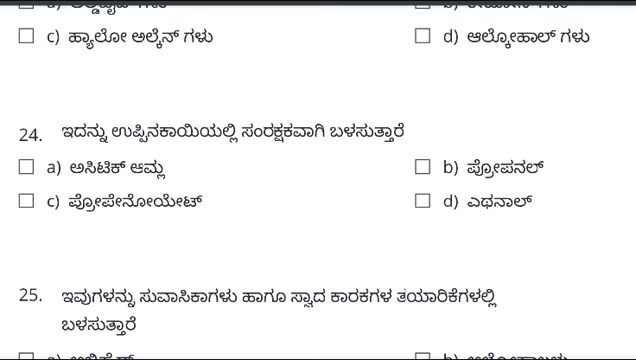 c) ಹ್ಯಾಲೋ ಅಲ್ಕೇನ್ ಗಳು
d) ಆಲ್ಕೋಹಾಲ್ ಗಳು
24. ಇದನ್ನು ಉಪ್ಪಿನಕಾಯಿಯಲ್ಲಿ ಸಂರಕ್ಷಕವಾಗಿ ಬಳಸುತ್ತಾರೆ
a) ಅಸಿಟಿಕ್ ಆಮ್ಲ
b) ಪ್ರೋಪನಲ್
c) ಪ್ರೋಪೇನೋಯೇಟ್
d) ಎಥನಾಲ್
25. ಇವುಗಳನ್ನು ಸುವಾಸಿಕಾಗಳು ಹಾಗೂ ಸ್ವಾದ ಕಾರಕಗಳ ತಯಾರಿಕೆಗಳಲ್ಲಿ
ಬಳಸುತ್ತಾರೆ